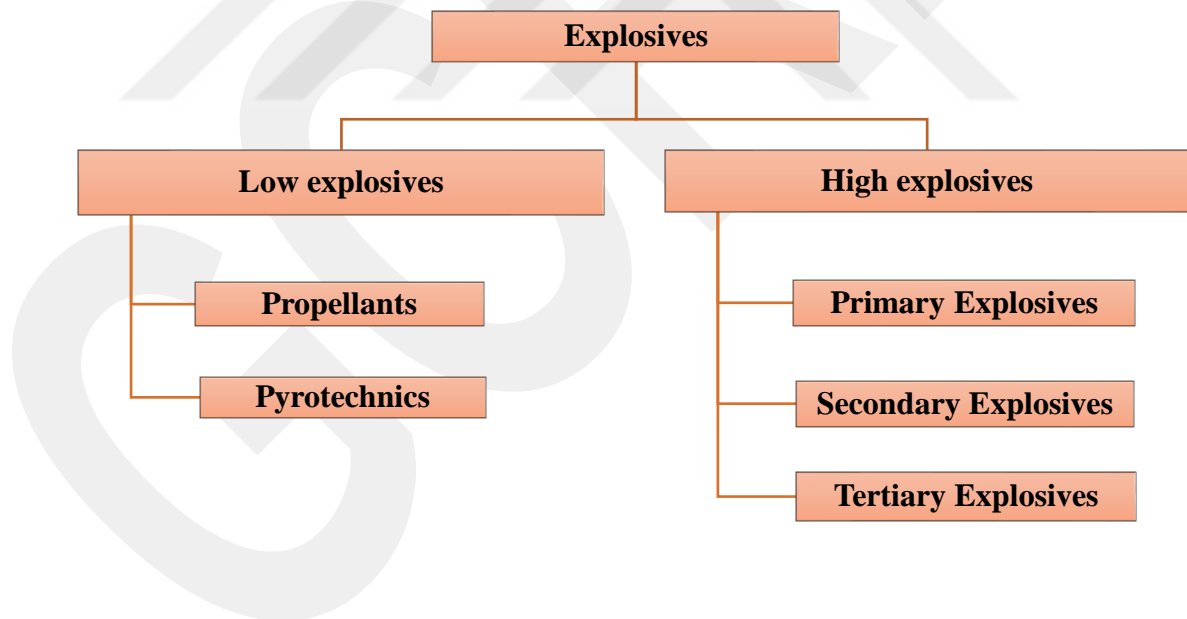 Explosives
Low explosives
High explosives
Propellants
Primary Explosives
Pyrotechnics
Secondary Explosives
Tertiary Explosives